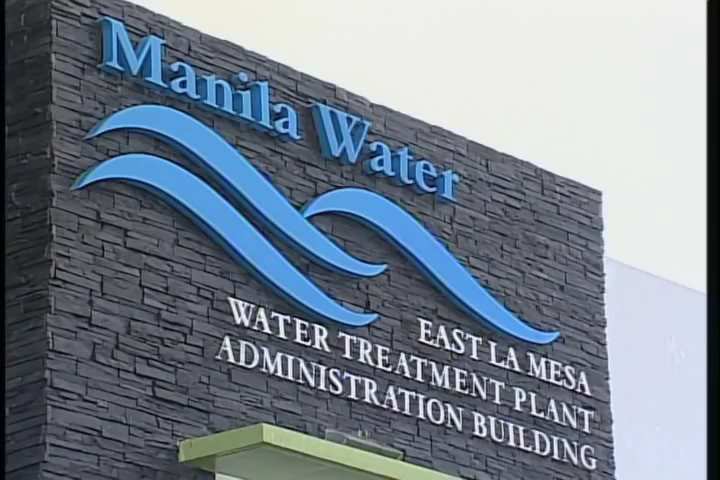 Manila Water
EAST LA MESA
WATER TREATMENT PLANT
ADMINISTRATION BUILDING